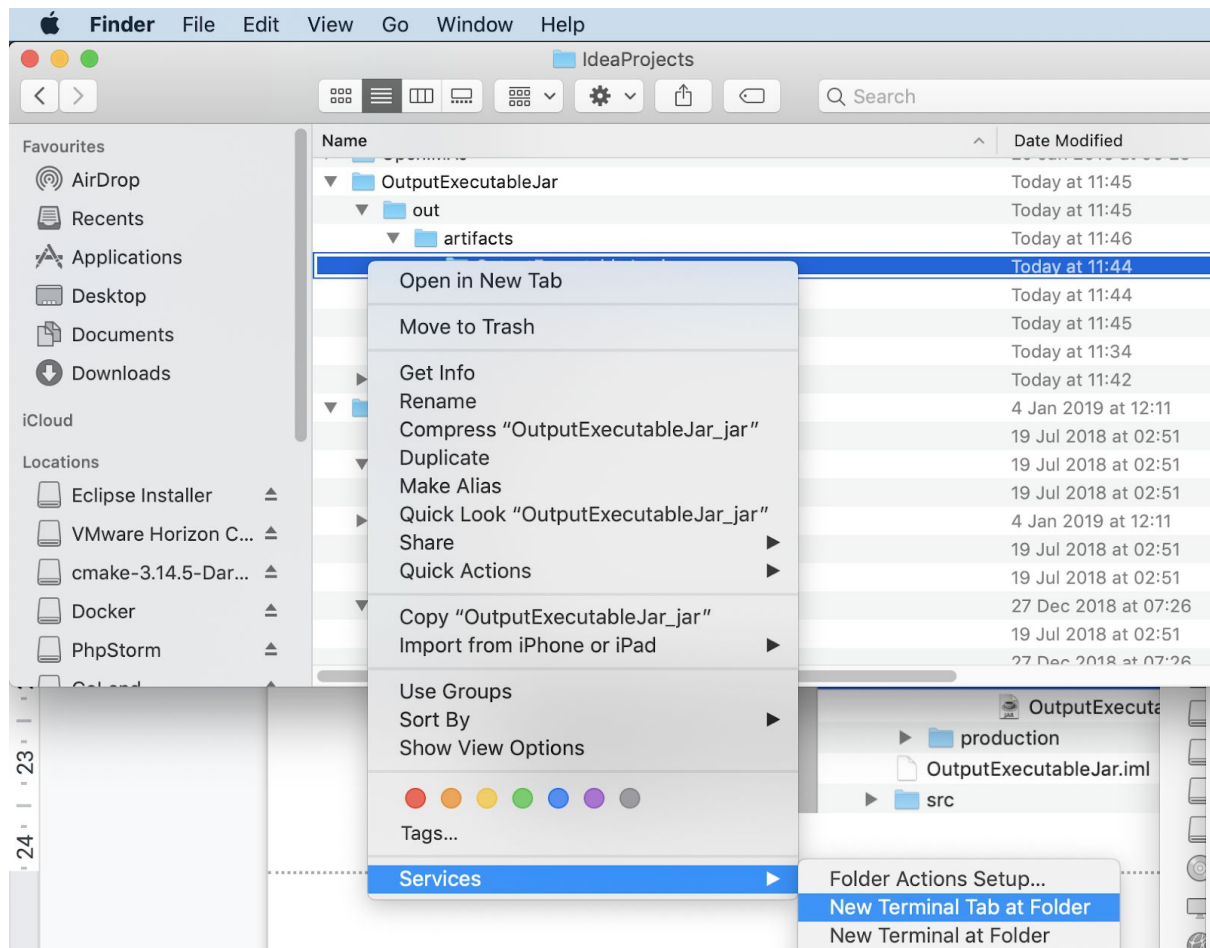 Finder File Edit View Go Window Help
IdeaProjects
Search
Favourites
AirDrop
Recents
Applications
Desktop
Documents
Downloads
iCloud
Locations
Eclipse Installer
VMware Horizon C...
cmake-3.14.5-Dar...
Docker
PhpStorm
Name Date Modified
OutputExecutableJar Today at 11:45
out Today at 11:45
artifacts Today at 11:46
Today at 11:44
Today at 11:44
Today at 11:45
Today at 11:34
Today at 11:42
4 Jan 2019 at 12:11
19 Jul 2018 at 02:51
19 Jul 2018 at 02:51
19 Jul 2018 at 02:51
4 Jan 2019 at 12:11
19 Jul 2018 at 02:51
19 Jul 2018 at 02:51
27 Dec 2018 at 07:26
19 Jul 2018 at 02:51
27 Dec 2018 at 07:26
Open in New Tab
Move to Trash
Get Info
Rename
Compress “OutputExecutableJar_jar”
Duplicate
Make Alias
Quick Look “OutputExecutableJar_jar”
Share
Quick Actions
Copy “OutputExecutableJar_jar”
Import from iPhone or iPad
Use Groups
Sort By
Show View Options
Tags...
Services
Folder Actions Setup...
New Terminal Tab at Folder
New Terminal at Folder
OutputExecuta
production
OutputExecutableJar.iml
src
23
24